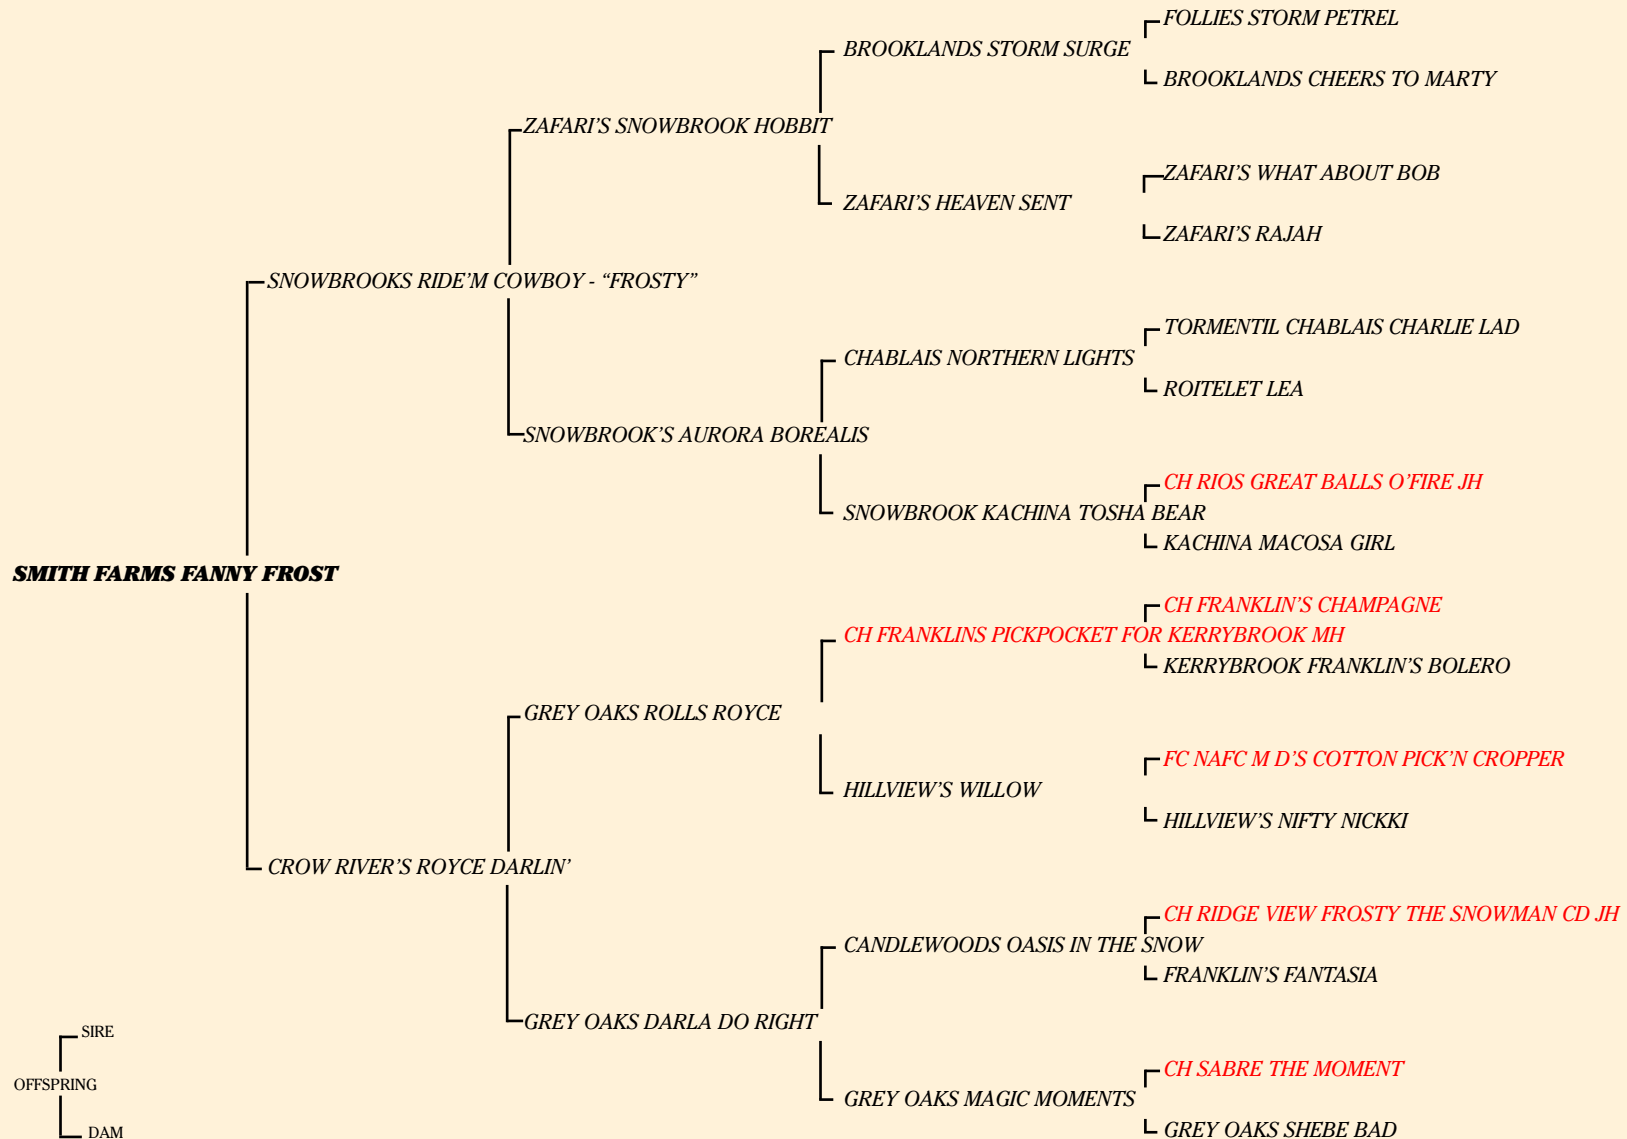 FOLLIES STORM PETREL
BROOKLANDS STORM SURGE
BROOKLANDS CHEERS TO MARTY
ZAFARI'S SNOWBROOK HOBBIT
ZAFARI'S WHAT ABOUT BOB
ZAFARI'S HEAVEN SENT
ZAFARI'S RAJAH
SNOWBROOKS RIDE'M COWBOY - “FROSTY”
TORMENTIL CHABLAIS CHARLIE LAD
CHABLAIS NORTHERN LIGHTS
ROITELET LEA
SNOWBROOK'S AURORA BOREALIS
CH RIOS GREAT BALLS O'FIRE JH
SNOWBROOK KACHINA TOSHA BEAR
KACHINA MACOSA GIRL
SMITH FARMS FANNY FROST
CH FRANKLIN'S CHAMPAGNE
CH FRANKLINS PICKPOCKET FOR KERRYBROOK MH
KERRYBROOK FRANKLIN'S BOLERO
GREY OAKS ROLLS ROYCE
FC NAFC M D'S COTTON PICK'N CROPPER
HILLVIEW'S WILLOW
HILLVIEW'S NIFTY NICKKI
CROW RIVER'S ROYCE DARLIN'
CH RIDGE VIEW FROSTY THE SNOWMAN CD JH
CANDLEWOODS OASIS IN THE SNOW
FRANKLIN'S FANTASIA
GREY OAKS DARLA DO RIGHT
CH SABRE THE MOMENT
GREY OAKS MAGIC MOMENTS
GREY OAKS SHEBE BAD
SIRE
OFFSPRING
DAM